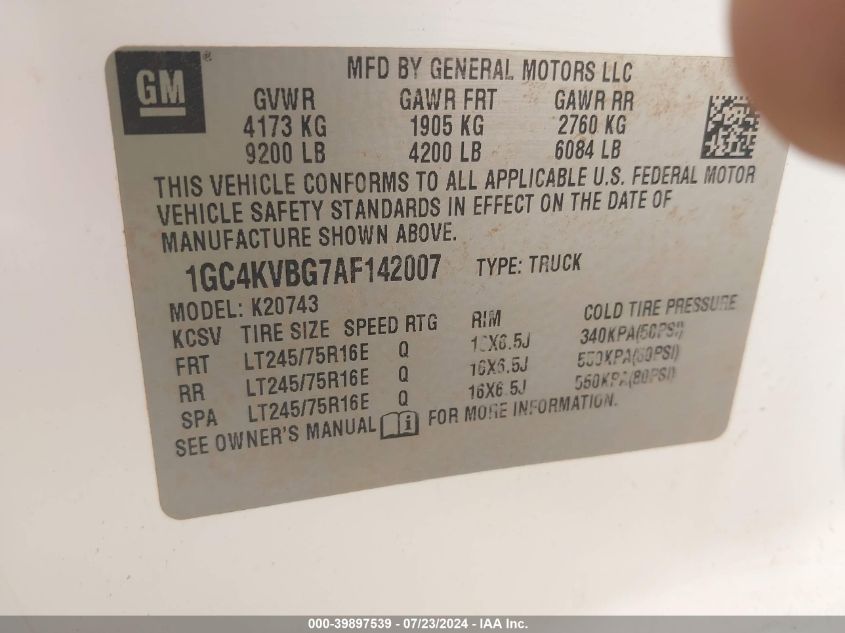 GM ®
MFD BY GENERAL MOTORS LLC
GVWR GAWR FRT GAWR RR
4173 KG 1905 KG 2760 KG
9200 LB 4200 LB 6084 LB
THIS VEHICLE CONFORMS TO ALL APPLICABLE U.S. FEDERAL MOTOR
VEHICLE SAFETY STANDARDS IN EFFECT ON THE DATE OF
MANUFACTURE SHOWN ABOVE.
1GC4KVBG7AF142007 TYPE: TRUCK
MODEL: K20743
KCSV TIRE SIZE SPEED RTG RIM COLD TIRE PRESSURE
FRT LT245/75R16E Q 16X6.5J 340KPA(50PSI)
RR LT245/75R16E Q 16X6.5J 550KPA(80PSI)
SPA LT245/75R16E Q 16X6.5J 550KPA(80PSI)
SEE OWNER'S MANUAL FOR MORE INFORMATION.
000-39897539 - 07/23/2024 - IAA Inc.